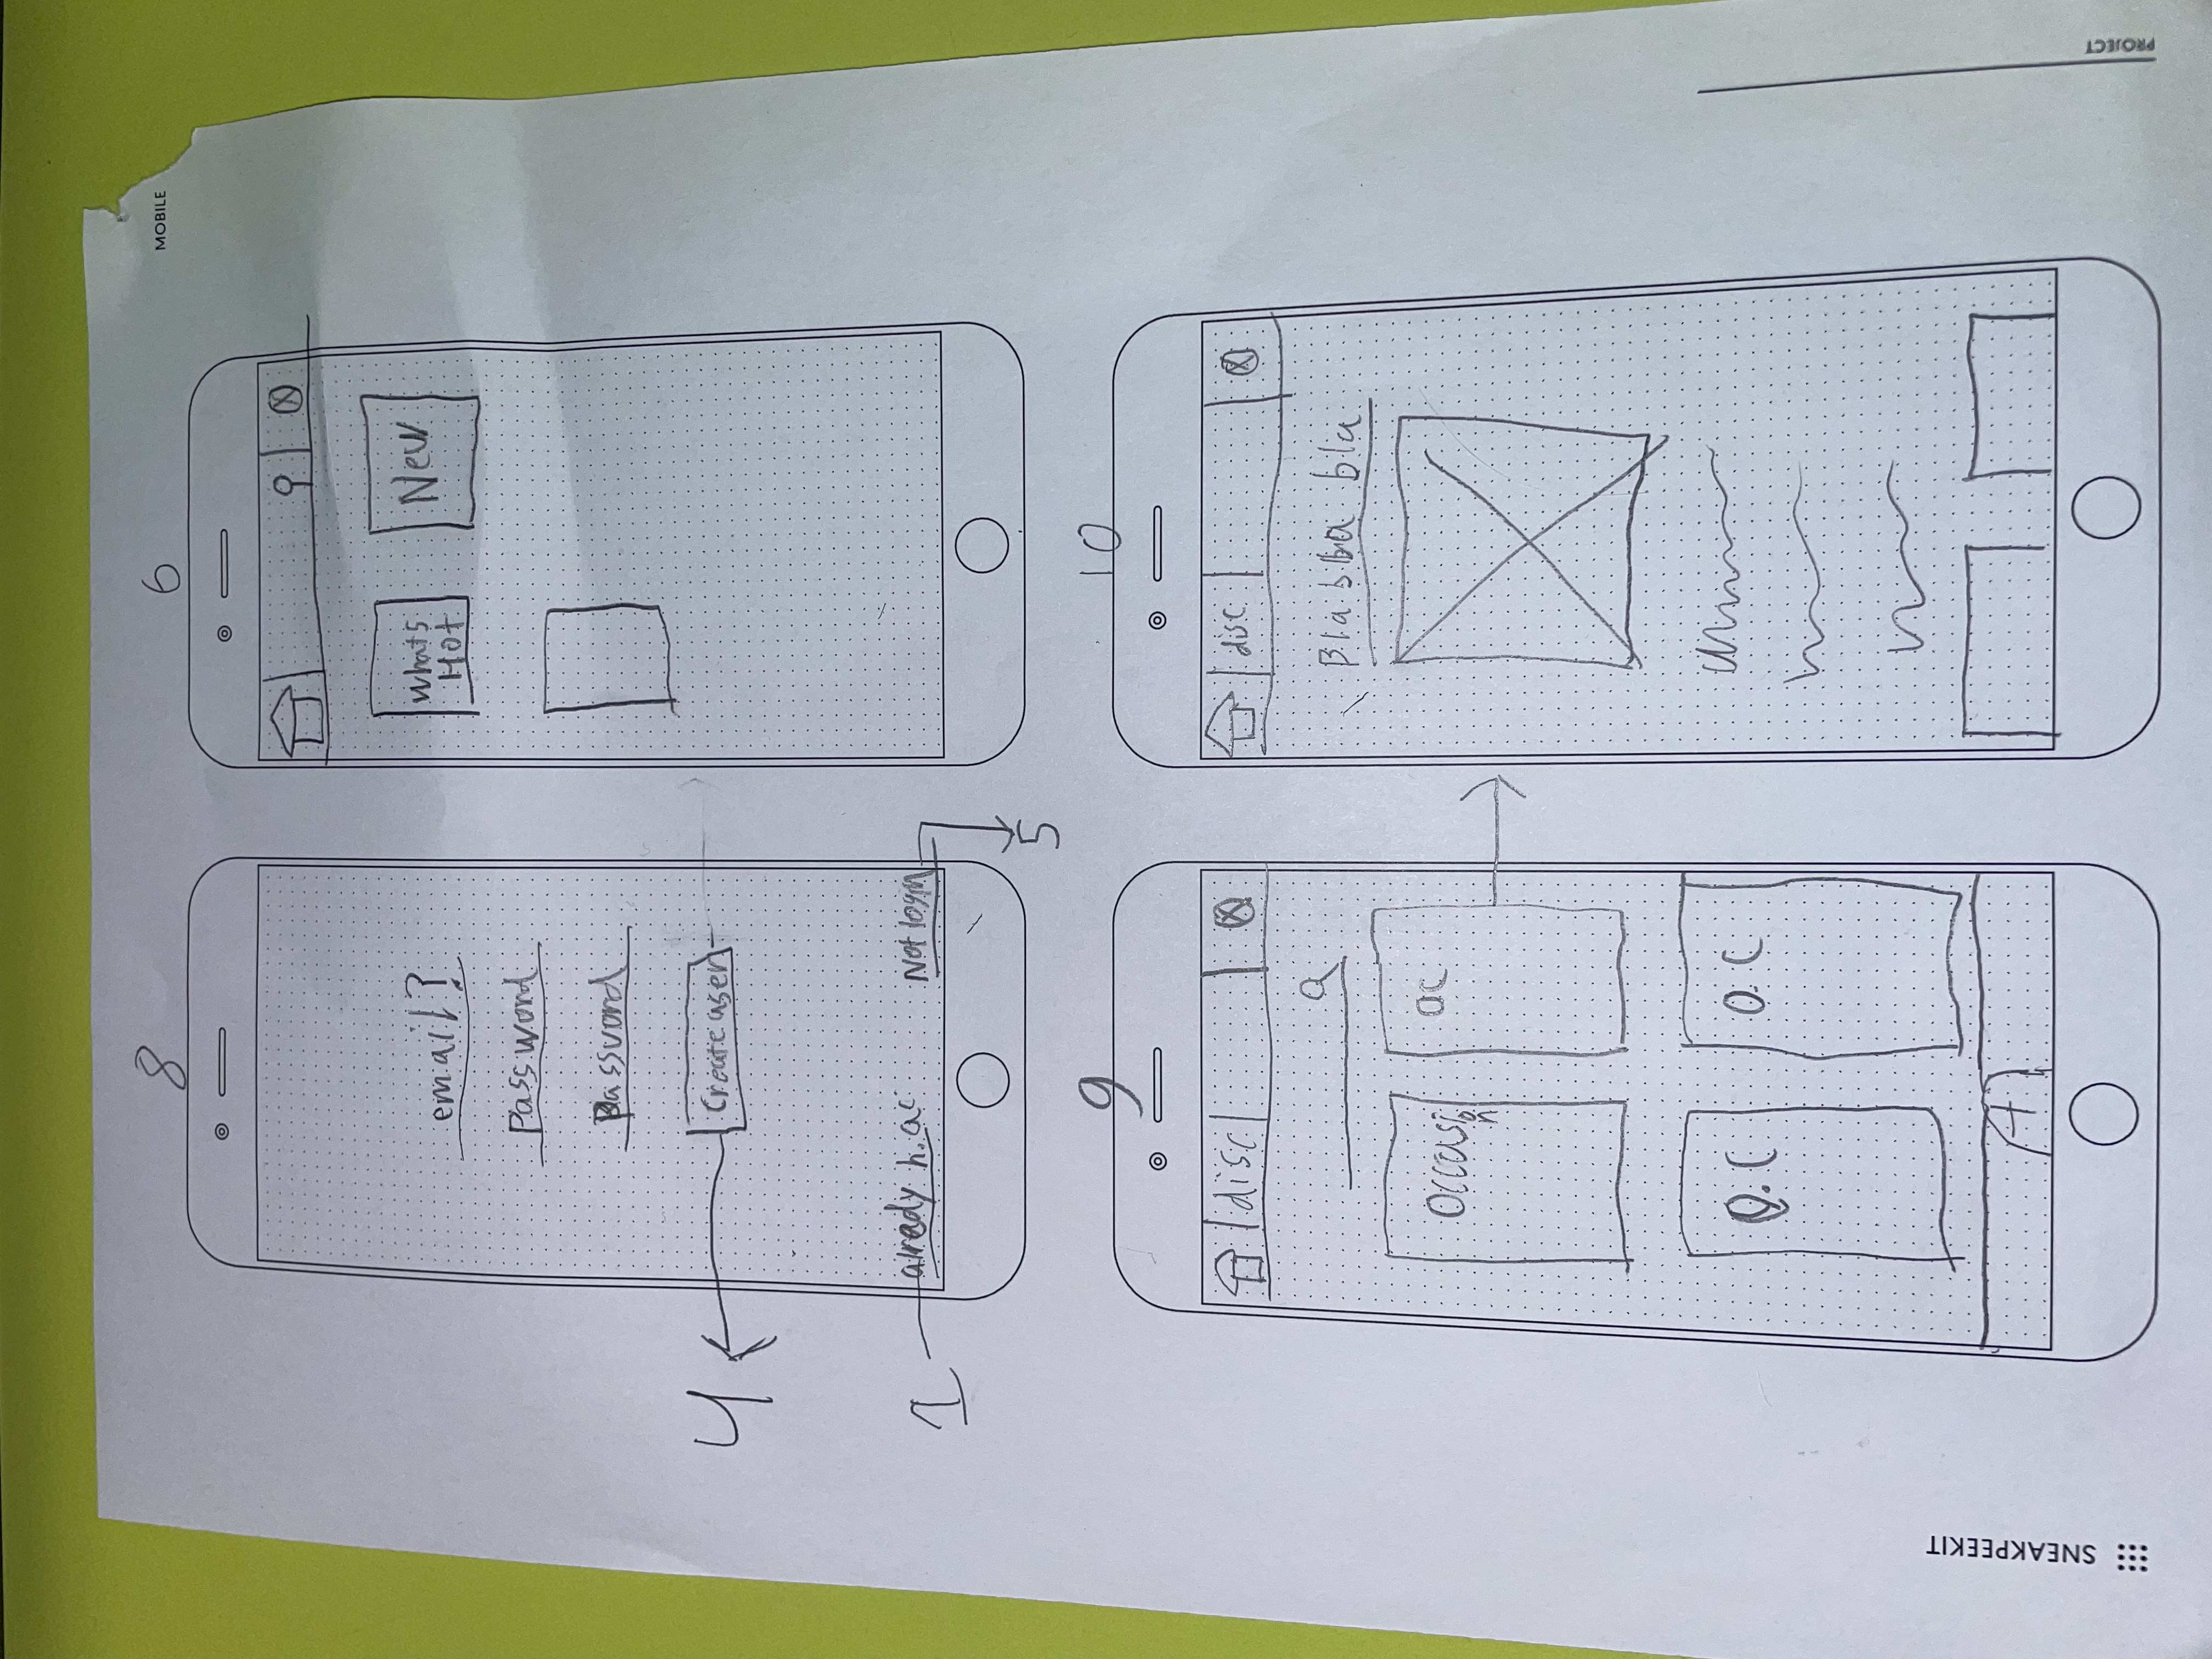 MOBILE
8
email?
Password
Password
Create user
4
alredy h. ac
Not login
1
5
6
whats
Hot
New
9
disc
Occasion
oc
O.C
O.C
10
disc
Bla bla bla
SNEAKPEEKIT
PROJECT